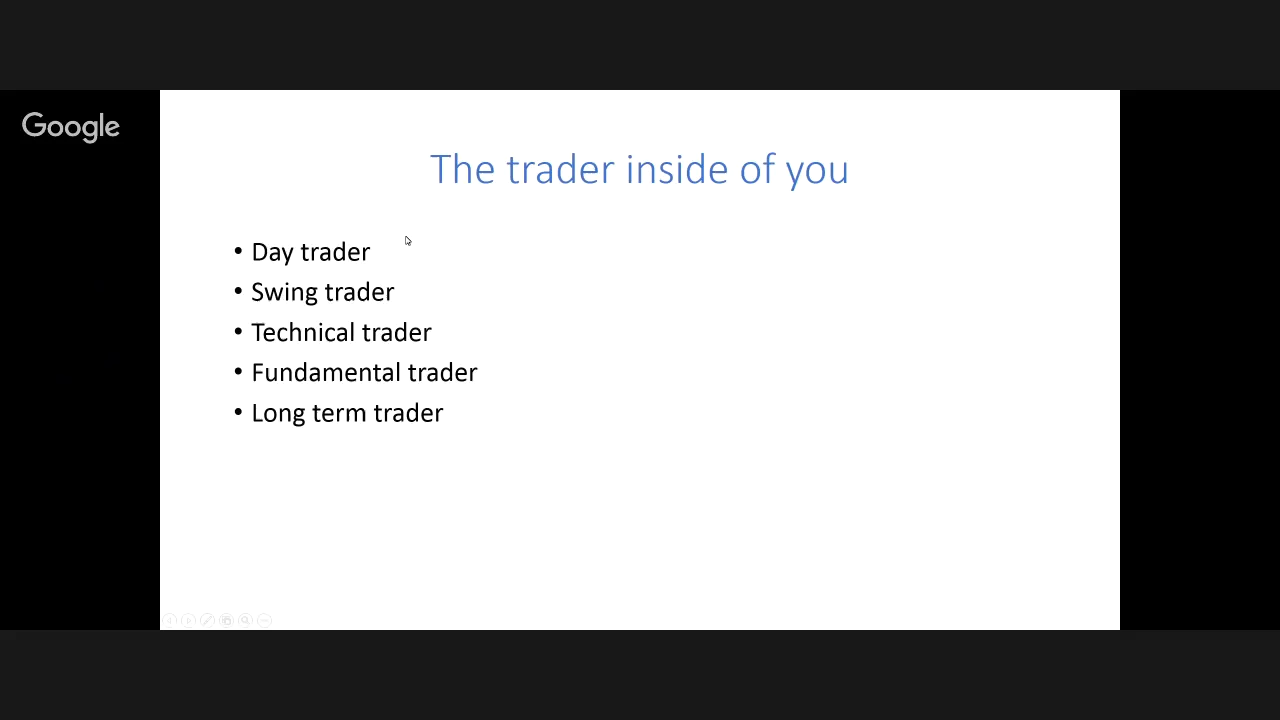 Google
The trader inside of you
• Day trader
• Swing trader
• Technical trader
• Fundamental trader
• Long term trader